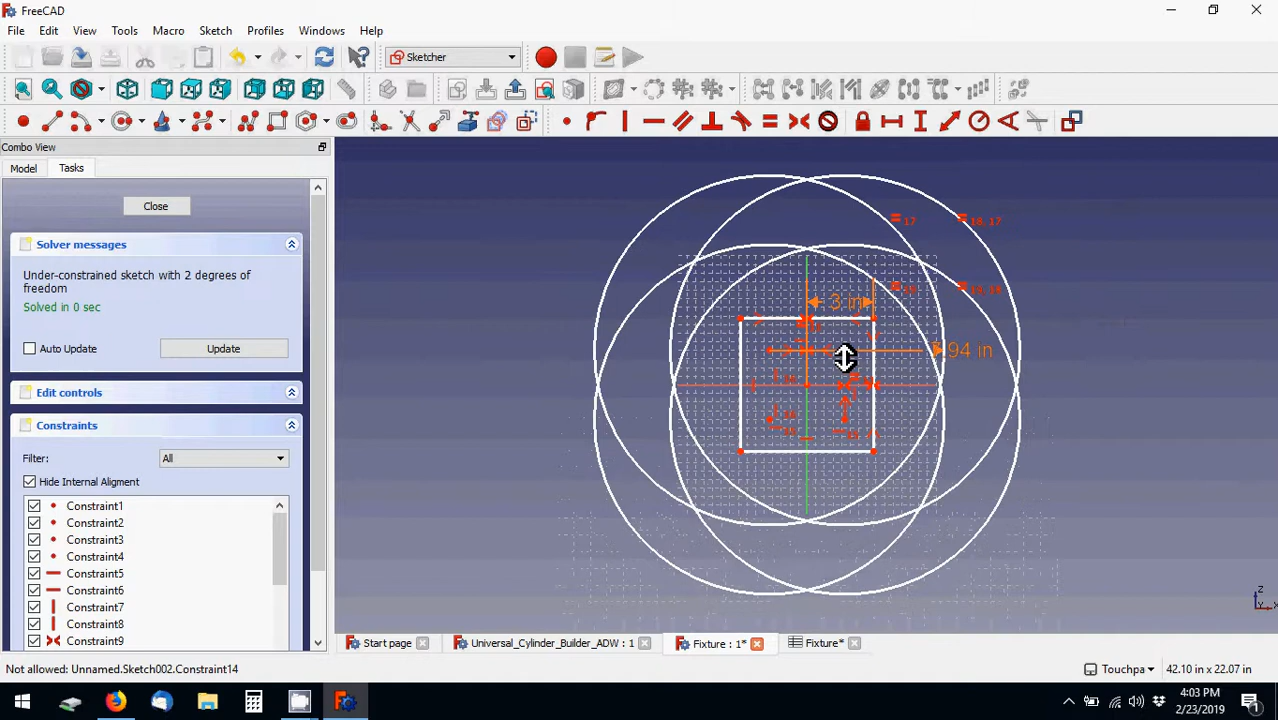 FreeCAD
File Edit View Tools Macro Sketch Profiles Windows Help
Sketcher
Combo View
Model Tasks
Close
Solver messages
Under-constrained sketch with 2 degrees of
freedom
Solved in 0 sec
Auto Update Update
Edit controls
Constraints
Filter: All
Hide Internal Aligment
Constraint1
Constraint2
Constraint3
Constraint4
Constraint5
Constraint6
Constraint7
Constraint8
Constraint9
17 18, 17
3 in
94 in
Z
Y X
Start page Universal_Cylinder_Builder_ADW : 1 Fixture : 1* Fixture*
Not allowed: Unnamed.Sketch002.Constraint14 Touchpa 42.10 in x 22.07 in
4:03 PM
2/23/2019
1